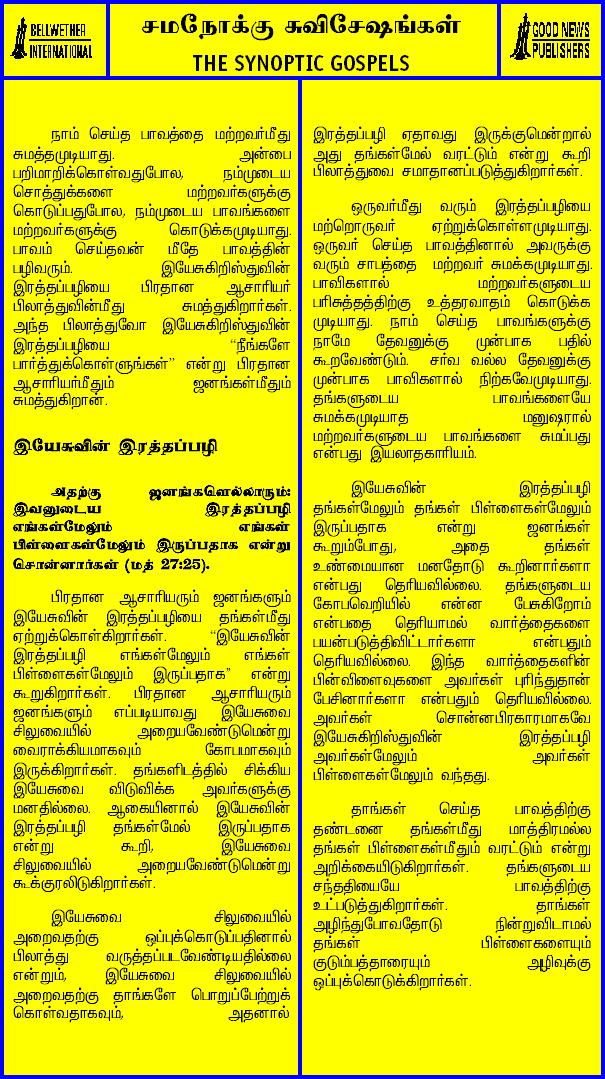 BELLWETHER
INTERNATIONAL
சமநோக்கு சுவிசேஷங்கள்
THE SYNOPTIC GOSPELS
GOOD NEWS
PUBLISHERS
நாம் செய்த பாவத்தை மற்றவர்மீது
சுமத்தமுடியாது. அன்பை
பறிமாறிக்கொள்வதுபோல, நம்முடைய
சொத்துக்களை மற்றவர்களுக்கு
கொடுப்பதுபோல, நம்முடைய பாவங்களை
மற்றவர்களுக்கு கொடுக்கமுடியாது.
பாவம் செய்தவன் மீதே பாவத்தின்
பழிவரும். இயேசுகிறிஸ்துவின்
இரத்தப்பழியை பிரதான ஆசாரியர்
பிலாத்துவின்மீது சுமத்துகிறார்கள்.
அந்த பிலாத்துவோ இயேசுகிறிஸ்துவின்
இரத்தப்பழியை “நீங்களே
பார்த்துக்கொள்ளுங்கள்” என்று பிரதான
ஆசாரியர்மீதும் ஜனங்கள்மீதும்
சுமத்துகிறான்.
இயேசுவின் இரத்தப்பழி
அதற்கு ஜனங்களெல்லாரும்:
இவனுடைய இரத்தப்பழி
எங்கள்மேலும் எங்கள்
பிள்ளைகள்மேலும் இருப்பதாக என்று
சொன்னார்கள் (மத் 27:25).
பிரதான ஆசாரியரும் ஜனங்களும்
இயேசுவின் இரத்தப்பழியை தங்கள்மீது
ஏற்றுக்கொள்கிறார்கள். “இயேசுவின்
இரத்தப்பழி எங்கள்மேலும் எங்கள்
பிள்ளைகள்மேலும் இருப்பதாக” என்று
கூறுகிறார்கள். பிரதான ஆசாரியரும்
ஜனங்களும் எப்படியாவது இயேசுவை
சிலுவையில் அறையவேண்டுமென்று
வைராக்கியமாகவும் கோபமாகவும்
இருக்கிறார்கள். தங்களிடத்தில் சிக்கிய
இயேசுவை விடுவிக்க அவர்களுக்கு
மனதில்லை. ஆகையினால் இயேசுவின்
இரத்தப்பழி தங்கள்மேல் இருப்பதாக
என்று கூறி, இயேசுவை
சிலுவையில் அறையவேண்டுமென்று
கூக்குரலிடுகிறார்கள்.
இயேசுவை சிலுவையில்
அறைவதற்கு ஒப்புக்கொடுப்பதினால்
பிலாத்து வருத்தப்படவேண்டியதில்லை
என்றும், இயேசுவை சிலுவையில்
அறைவதற்கு தாங்களே பொறுப்பேற்றுக்
கொள்வதாகவும், அதனால்
இரத்தப்பழி ஏதாவது இருக்குமென்றால்
அது தங்கள்மேல் வரட்டும் என்று கூறி
பிலாத்துவை சமாதானப்படுத்துகிறார்கள்.
ஒருவர்மீது வரும் இரத்தப்பழியை
மற்றொருவர் ஏற்றுக்கொள்ளமுடியாது.
ஒருவர் செய்த பாவத்தினால் அவருக்கு
வரும் சாபத்தை மற்றவர் சுமக்கமுடியாது.
பாவிகளால் மற்றவர்களுடைய
பரிசுத்தத்திற்கு உத்தரவாதம் கொடுக்க
முடியாது. நாம் செய்த பாவங்களுக்கு
நாமே தேவனுக்கு முன்பாக பதில்
கூறவேண்டும். சர்வ வல்ல தேவனுக்கு
முன்பாக பாவிகளால் நிற்கவேமுடியாது.
தங்களுடைய பாவங்களையே
சுமக்கமுடியாத மனுஷரால்
மற்றவர்களுடைய பாவங்களை சுமப்பது
என்பது இயலாதகாரியம்.
இயேசுவின் இரத்தப்பழி
தங்கள்மேலும் தங்கள் பிள்ளைகள்மேலும்
இருப்பதாக என்று ஜனங்கள்
கூறும்போது, அதை தங்கள்
உண்மையான மனதோடு கூறினார்களா
என்பது தெரியவில்லை. தங்களுடைய
கோபவெறியில் என்ன பேசுகிறோம்
என்பதை தெரியாமல் வார்த்தைகளை
பயன்படுத்திவிட்டார்களா என்பதும்
தெரியவில்லை. இந்த வார்த்தைகளின்
பின்விளைவுகளை அவர்கள் புரிந்துதான்
பேசினார்களா என்பதும் தெரியவில்லை.
அவர்கள் சொன்னபிரகாரமாகவே
இயேசுகிறிஸ்துவின் இரத்தப்பழி
அவர்கள்மேலும் அவர்கள்
பிள்ளைகள்மேலும் வந்தது.
தாங்கள் செய்த பாவத்திற்கு
தண்டனை தங்கள்மீது மாத்திரமல்ல
தங்கள் பிள்ளைகள்மீதும் வரட்டும் என்று
அறிக்கையிடுகிறார்கள். தங்களுடைய
சந்ததியையே பாவத்திற்கு
உட்படுத்துகிறார்கள். தாங்கள்
அழிந்துபோவதோடு நின்றுவிடாமல்
தங்கள் பிள்ளைகளையும்
குடும்பத்தாரையும் அழிவுக்கு
ஒப்புக்கொடுக்கிறார்கள்.